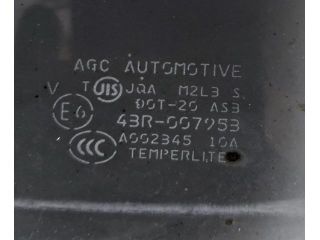 AGC AUTOMOTIVE
V T JIS JQA M2L3 S.
DOT-20 AS3
E6 43R-007953
CCC A002345 10A
TEMPERLITE